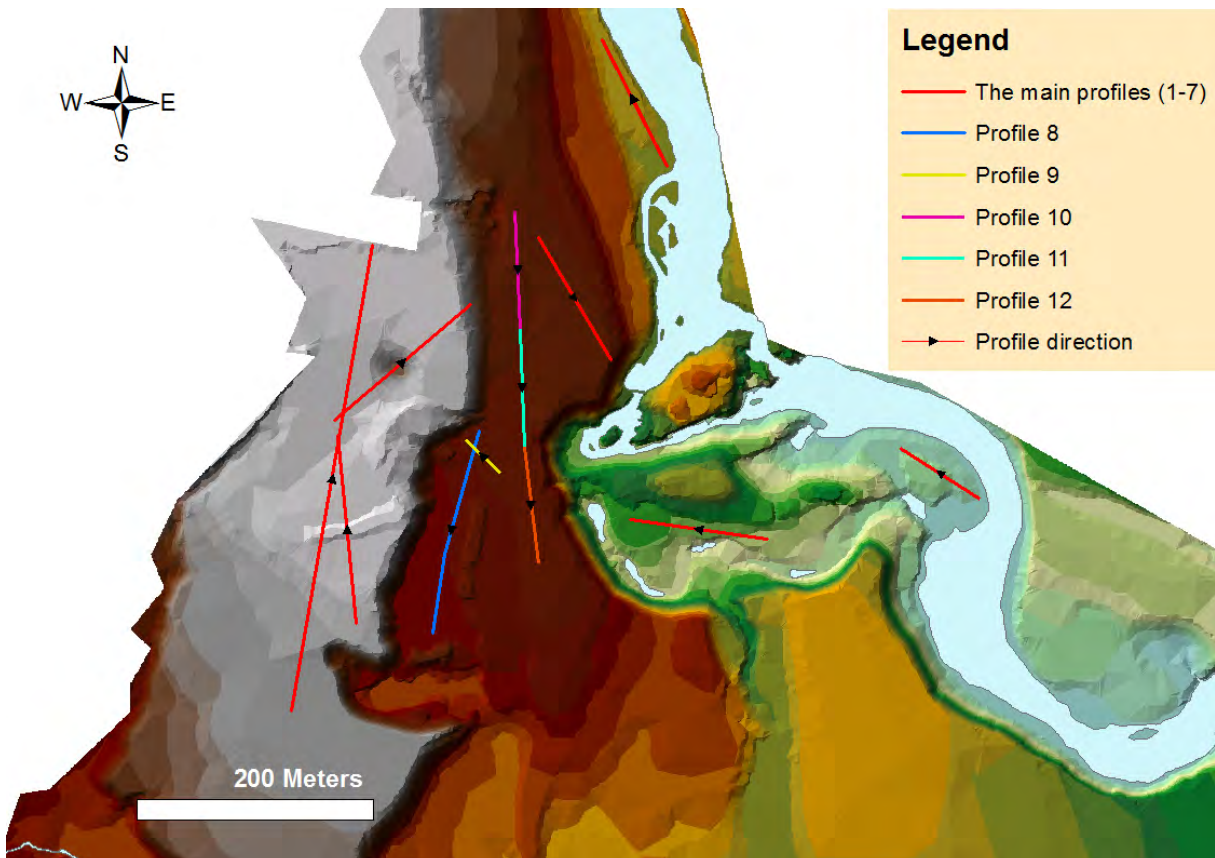 N
W E
S
Legend
The main profiles (1-7)
Profile 8
Profile 9
Profile 10
Profile 11
Profile 12
Profile direction
200 Meters